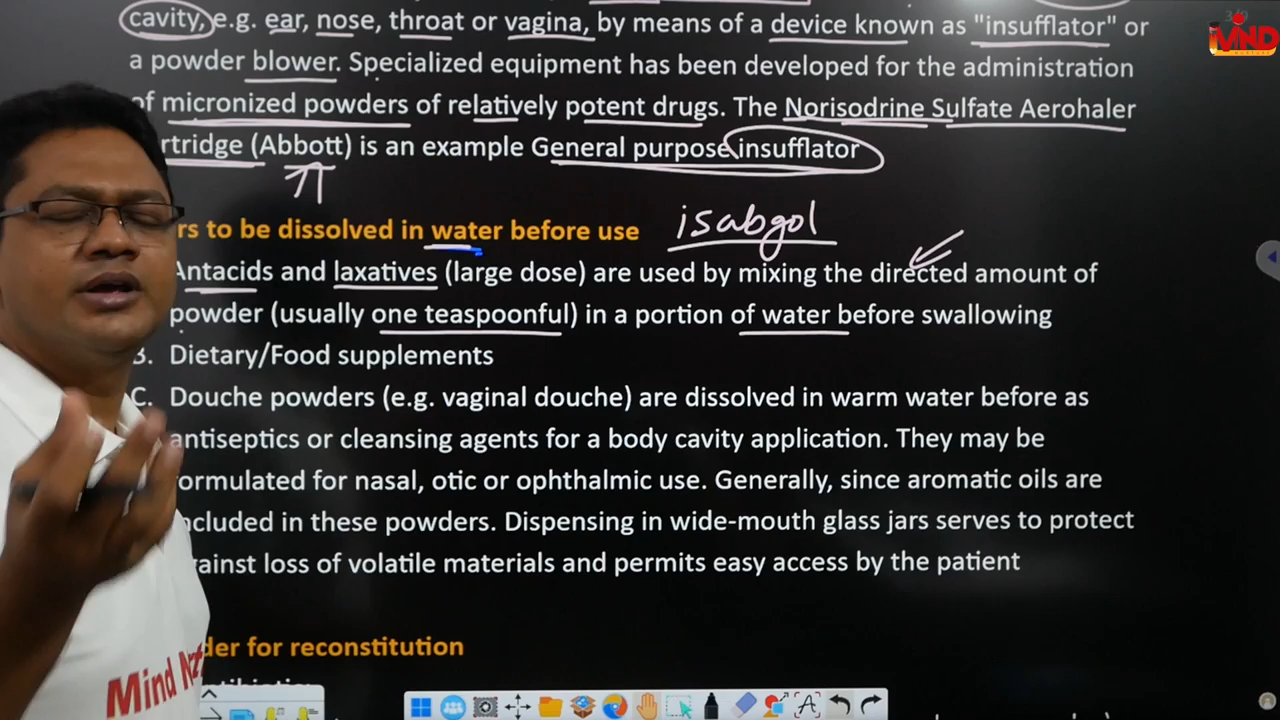 cavity, e.g. ear, nose, throat or vagina, by means of a device known as "insufflator" or
a powder blower. Specialized equipment has been developed for the administration
of micronized powders of relatively potent drugs. The Norisodrine Sulfate Aerohaler
rtridge (Abbott) is an example General purpose insufflator
rs to be dissolved in water before use isabgol
Antacids and laxatives (large dose) are used by mixing the directed amount of
powder (usually one teaspoonful) in a portion of water before swallowing
B. Dietary/Food supplements
C. Douche powders (e.g. vaginal douche) are dissolved in warm water before as
antiseptics or cleansing agents for a body cavity application. They may be
formulated for nasal, otic or ophthalmic use. Generally, since aromatic oils are
ncluded in these powders. Dispensing in wide-mouth glass jars serves to protect
ainst loss of volatile materials and permits easy access by the patient
der for reconstitution
MND
Mind